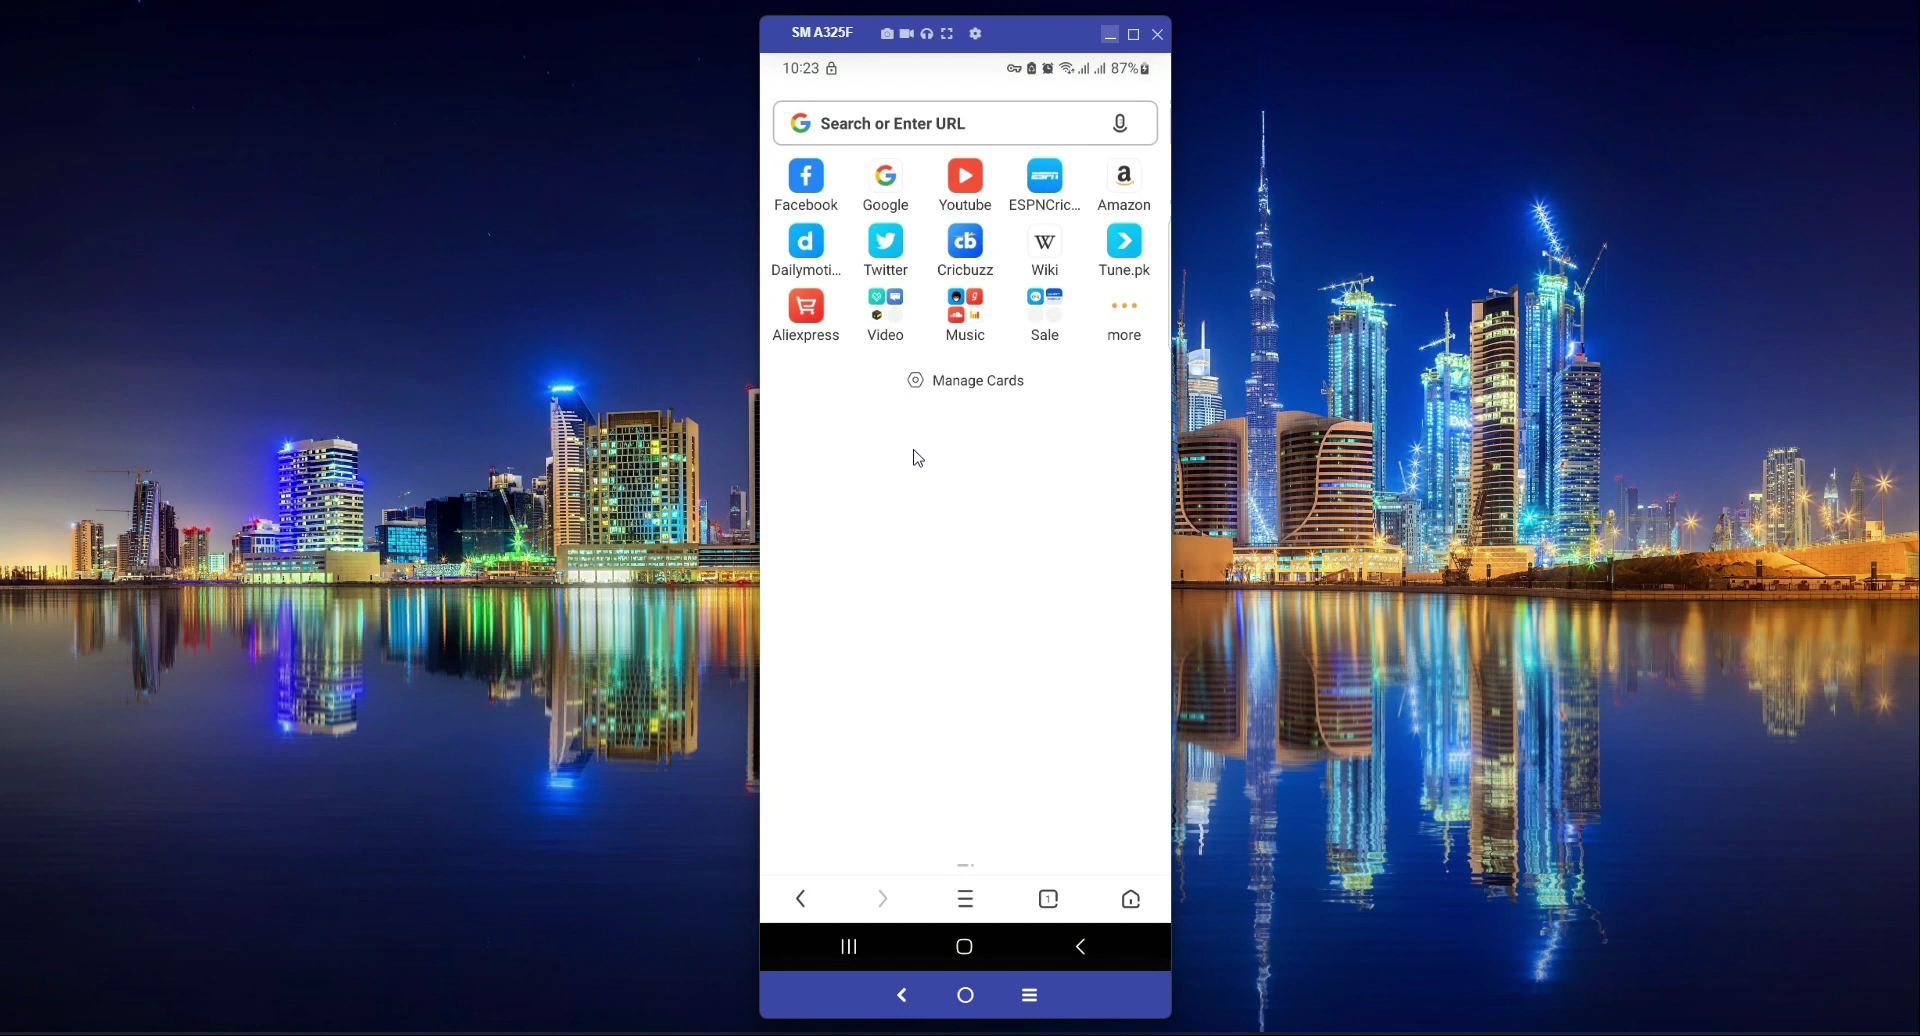 SM A325F
10:23 87%
Search or Enter URL
Facebook Google Youtube ESPNCric... Amazon
Dailymoti... Twitter Cricbuzz Wiki Tune.pk
Aliexpress Video Music Sale more
Manage Cards
1